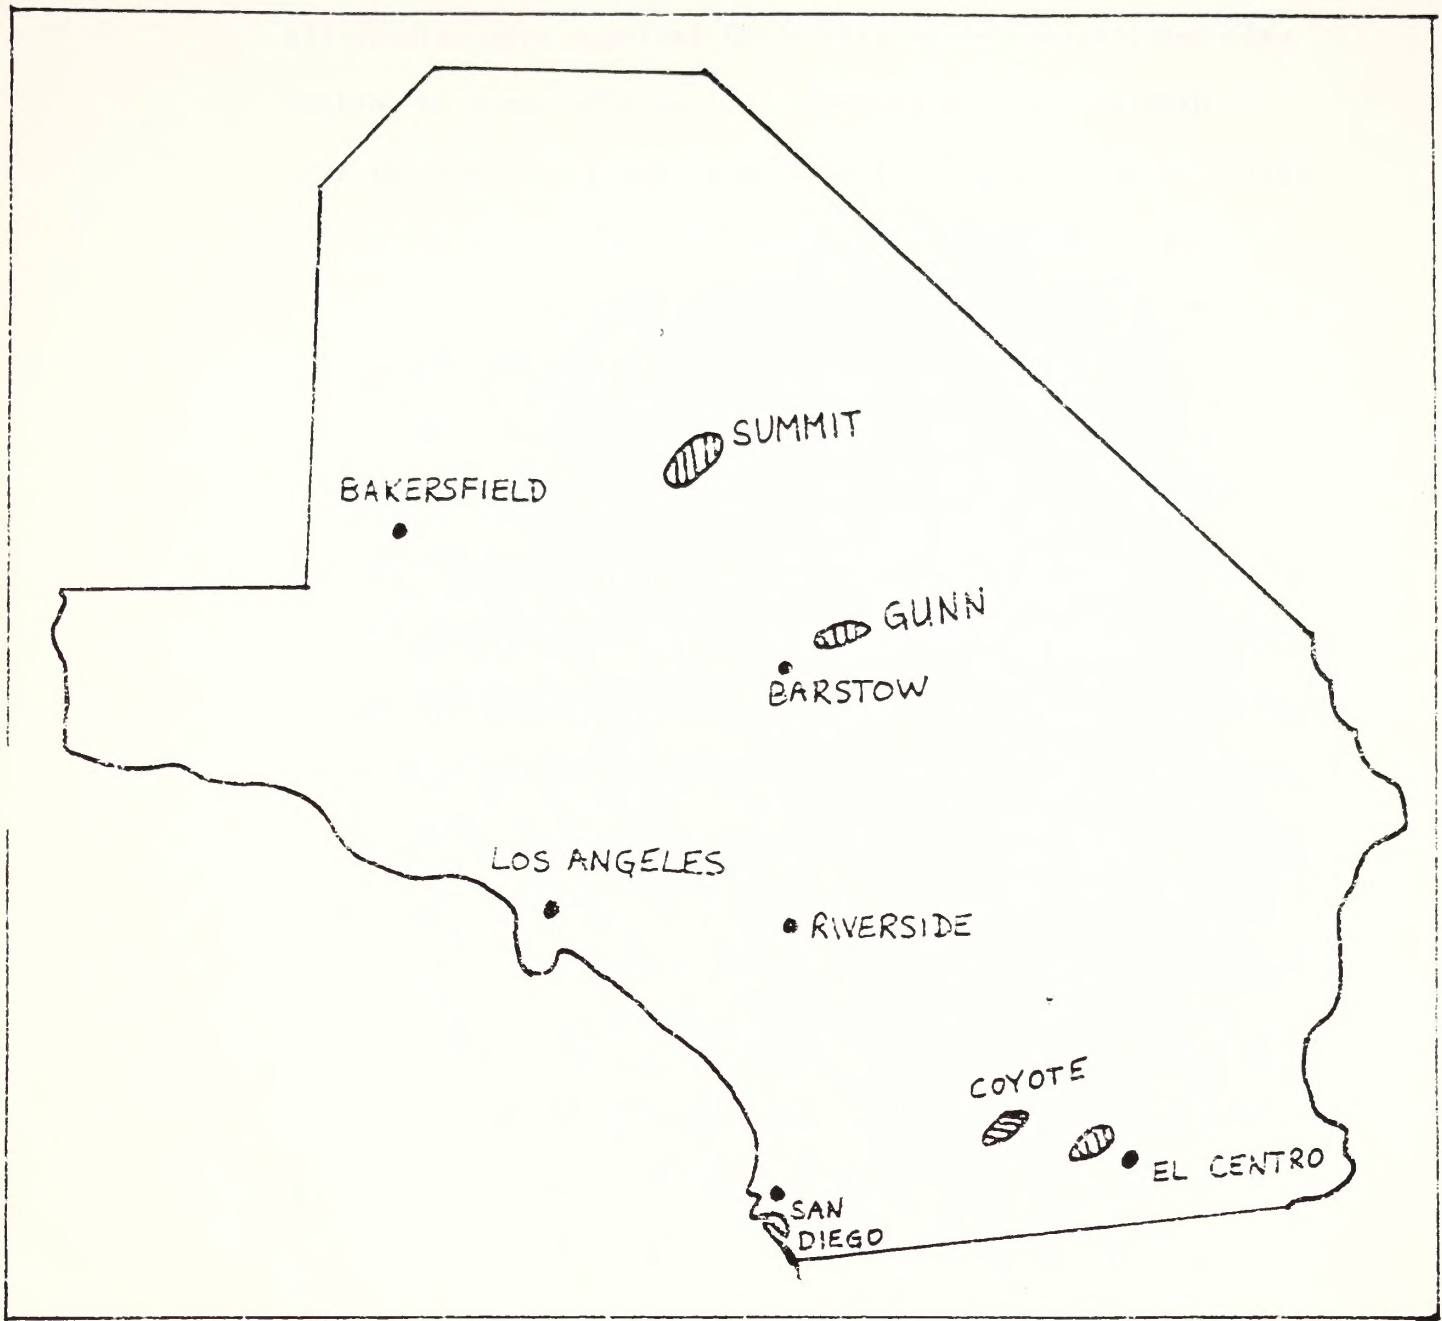 SUMMIT
BAKERSFIELD
GUNN
BARSTOW
LOS ANGELES
RIVERSIDE
COYOTE
EL CENTRO
SAN
DIEGO